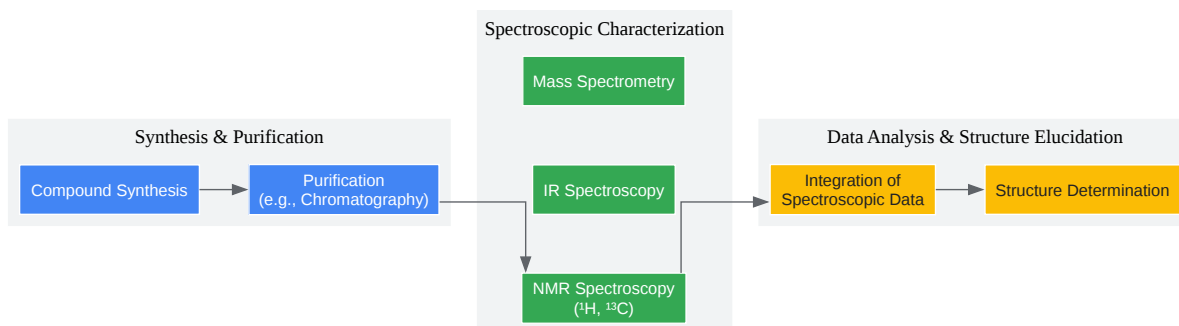 Synthesis & Purification
Compound Synthesis
Purification
(e.g., Chromatography)
Spectroscopic Characterization
Mass Spectrometry
IR Spectroscopy
NMR Spectroscopy
(¹H, ¹³C)
Data Analysis & Structure Elucidation
Integration of
Spectroscopic Data
Structure Determination